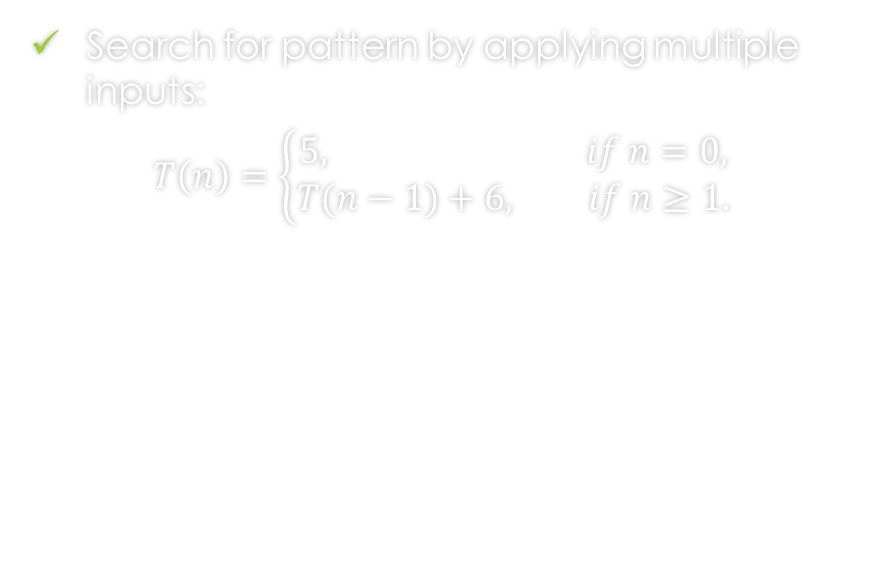 ✓ Search for pattern by applying multiple
inputs:
T(n) = { 5, if n = 0,
T(n − 1) + 6, if n ≥ 1.